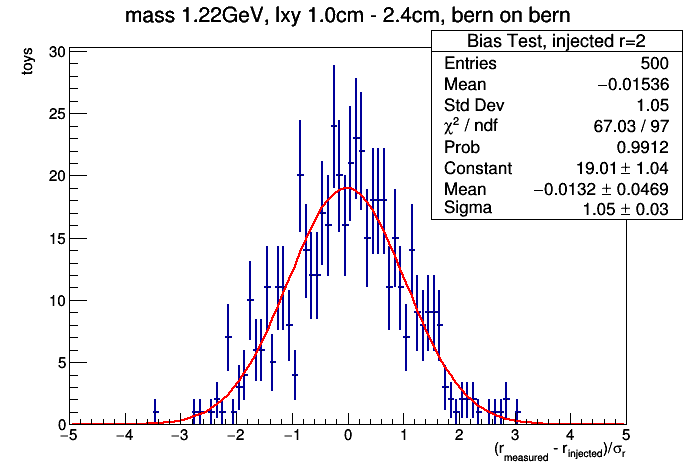 mass 1.22GeV, lxy 1.0cm - 2.4cm, bern on bern
Bias Test, injected r=2
Entries 500
Mean −0.01536
Std Dev 1.05
χ² / ndf 67.03 / 97
Prob 0.9912
Constant 19.01 ± 1.04
Mean −0.0132 ± 0.0469
Sigma 1.05 ± 0.03
toys
30
25
20
15
10
5
0
−5 −4 −3 −2 −1 0 1 2 3 4 5
(r_measured - r_injected)/σ_r